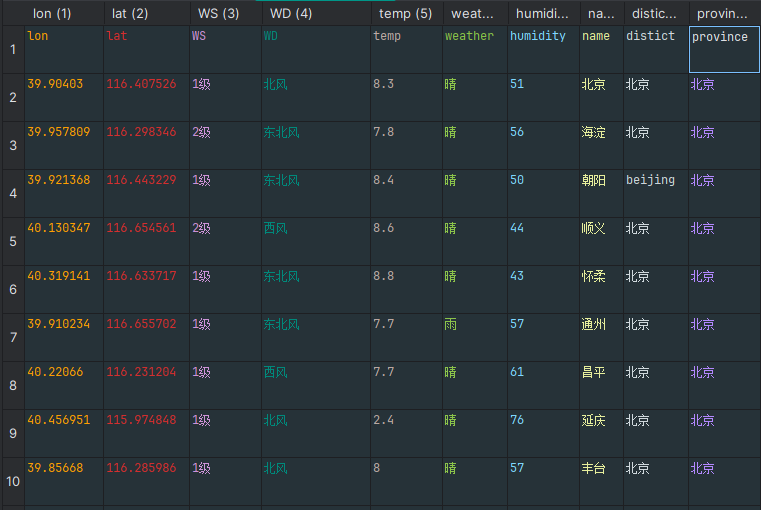 lon (1) lat (2) WS (3) WD (4) temp (5) weat... humidi... na... distic... provin...
1 lon lat WS WD temp weather humidity name distict province
2 39.90403 116.407526 1级 北风 8.3 晴 51 北京 北京 北京
3 39.957809 116.298346 2级 东北风 7.8 晴 56 海淀 北京 北京
4 39.921368 116.443229 1级 东北风 8.4 晴 50 朝阳 beijing 北京
5 40.130347 116.654561 2级 西风 8.6 晴 44 顺义 北京 北京
6 40.319141 116.633717 1级 东北风 8.8 晴 43 怀柔 北京 北京
7 39.910234 116.655702 1级 东北风 7.7 雨 57 通州 北京 北京
8 40.22066 116.231204 1级 西风 7.7 晴 61 昌平 北京 北京
9 40.456951 115.974848 1级 北风 2.4 晴 76 延庆 北京 北京
10 39.85668 116.285986 1级 北风 8 晴 57 丰台 北京 北京